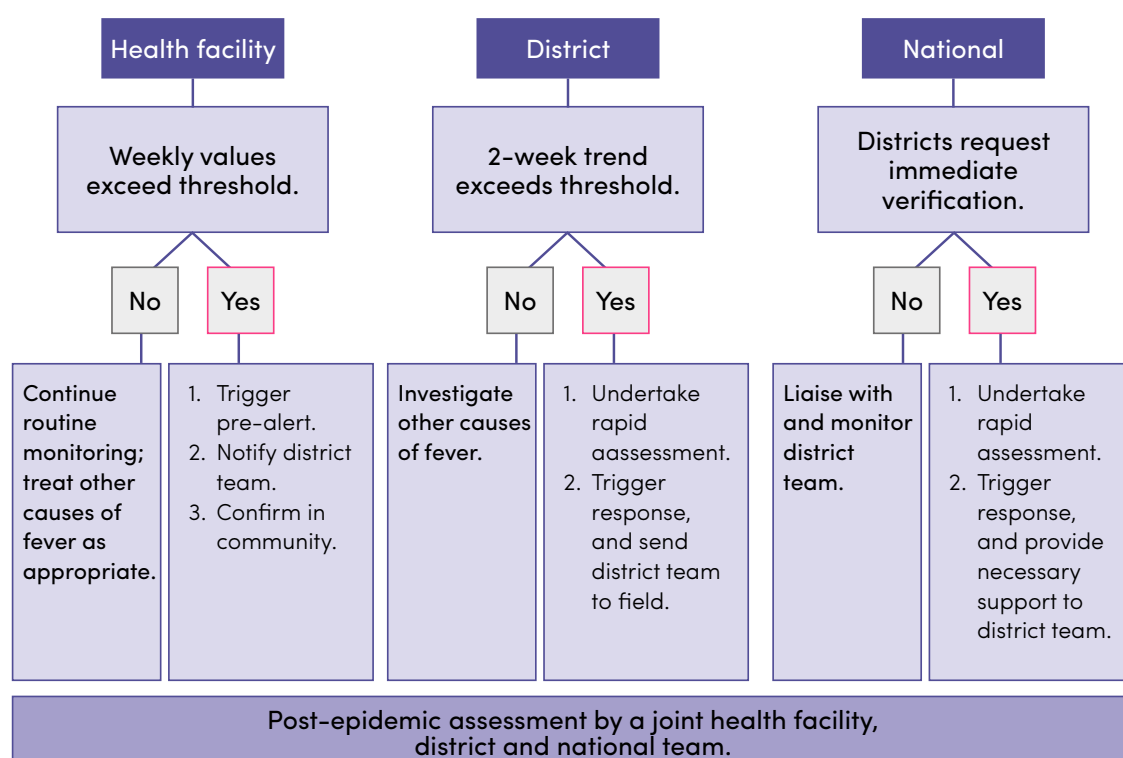 Health facility
District
National
Weekly values
exceed threshold.
2-week trend
exceeds threshold.
Districts request
immediate
verification.
No
Yes
No
Yes
No
Yes
Continue
routine
monitoring;
treat other
causes of
fever as
appropriate.
1. Trigger
pre-alert.
2. Notify district
team.
3. Confirm in
community.
Investigate
other causes
of fever.
1. Undertake
rapid
aassessment.
2. Trigger
response,
and send
district team
to field.
Liaise with
and monitor
district
team.
1. Undertake
rapid
assessment.
2. Trigger
response,
and provide
necessary
support to
district team.
Post-epidemic assessment by a joint health facility,
district and national team.